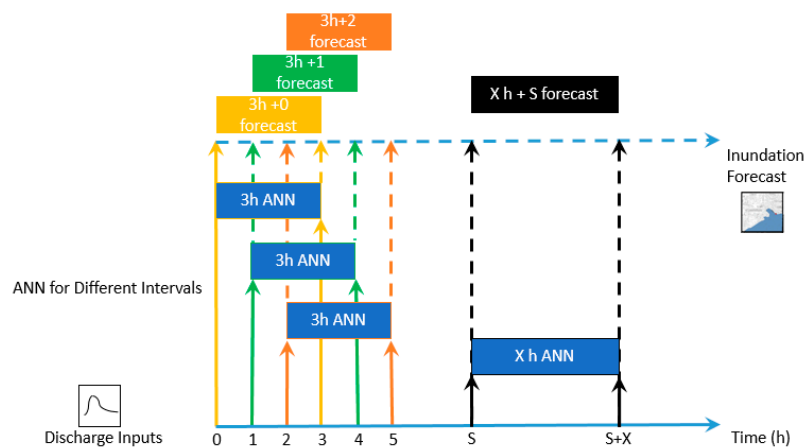 3h+2
forecast
3h +1
forecast
X h + S forecast
3h +0
forecast
Inundation
Forecast
3h ANN
3h ANN
ANN for Different Intervals
3h ANN
X h ANN
Discharge Inputs
0 1 2 3 4 5 S S+X Time (h)